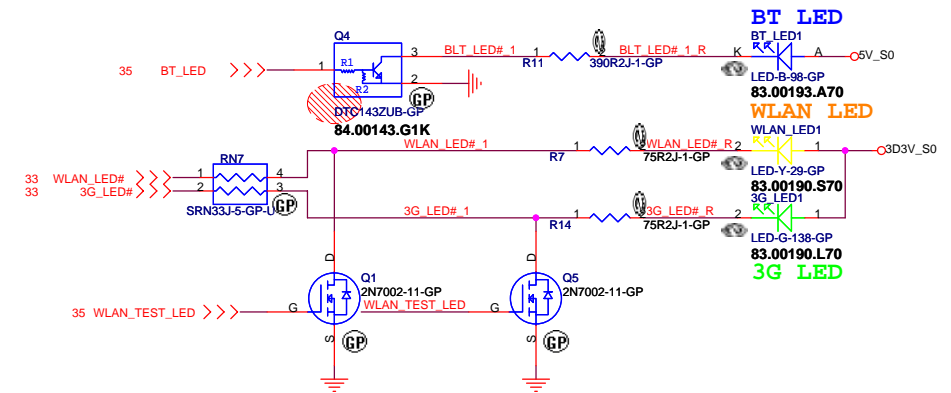 BT LED
Q4
BT_LED1
3
BLT_LED#_1
1
BLT_LED#_1_R
K
A
5V_S0
R11
390R2J-1-GP
35 BT_LED
1
R1
R2
2
GP
LED-B-98-GP
83.00193.A70
DTC143ZUB-GP
84.00143.G1K
WLAN LED
WLAN_LED1
RN7
WLAN_LED#_1
1
WLAN_LED#_R
2
1
3D3V_S0
R7
75R2J-1-GP
LED-Y-29-GP
83.00190.S70
33 WLAN_LED#
1
4
33 3G_LED#
2
3
GP
SRN33J-5-GP-U
3G_LED1
3G_LED#_1
1
3G_LED#_R
2
1
R14
75R2J-1-GP
LED-G-138-GP
83.00190.L70
3G LED
D
D
Q1
2N7002-11-GP
Q5
2N7002-11-GP
35 WLAN_TEST_LED
G
WLAN_TEST_LED
G
S
GP
S
GP